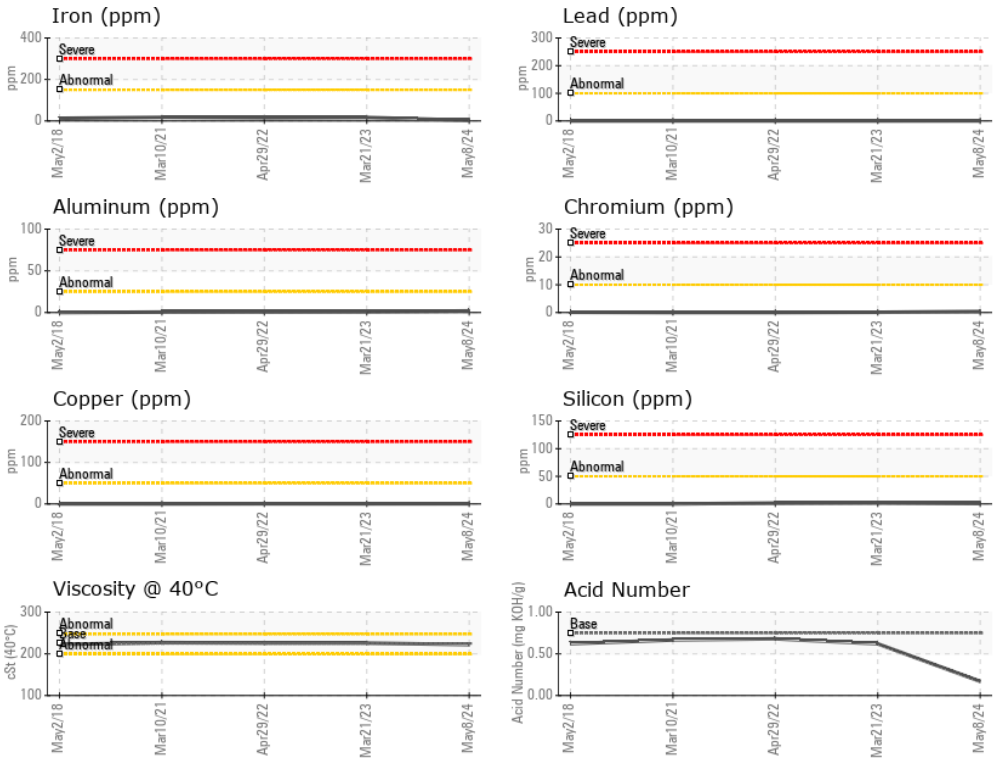 Iron (ppm)
400
200
0
ppm
Severe
Abnormal
May2/18
Mar10/21
Apr29/22
Mar21/23
May8/24
Lead (ppm)
300
200
100
0
ppm
Severe
Abnormal
May2/18
Mar10/21
Apr29/22
Mar21/23
May8/24
Aluminum (ppm)
100
50
0
ppm
Severe
Abnormal
May2/18
Mar10/21
Apr29/22
Mar21/23
May8/24
Chromium (ppm)
30
20
10
0
ppm
Severe
Abnormal
May2/18
Mar10/21
Apr29/22
Mar21/23
May8/24
Copper (ppm)
200
100
0
ppm
Severe
Abnormal
May2/18
Mar10/21
Apr29/22
Mar21/23
May8/24
Silicon (ppm)
150
100
50
0
ppm
Severe
Abnormal
May2/18
Mar10/21
Apr29/22
Mar21/23
May8/24
Viscosity @ 40°C
300
200
100
cSt (40°C)
Abnormal
Base
Abnormal
May2/18
Mar10/21
Apr29/22
Mar21/23
May8/24
Acid Number
1.00
0.50
0.00
Acid Number (mg KOH/g)
Base
May2/18
Mar10/21
Apr29/22
Mar21/23
May8/24